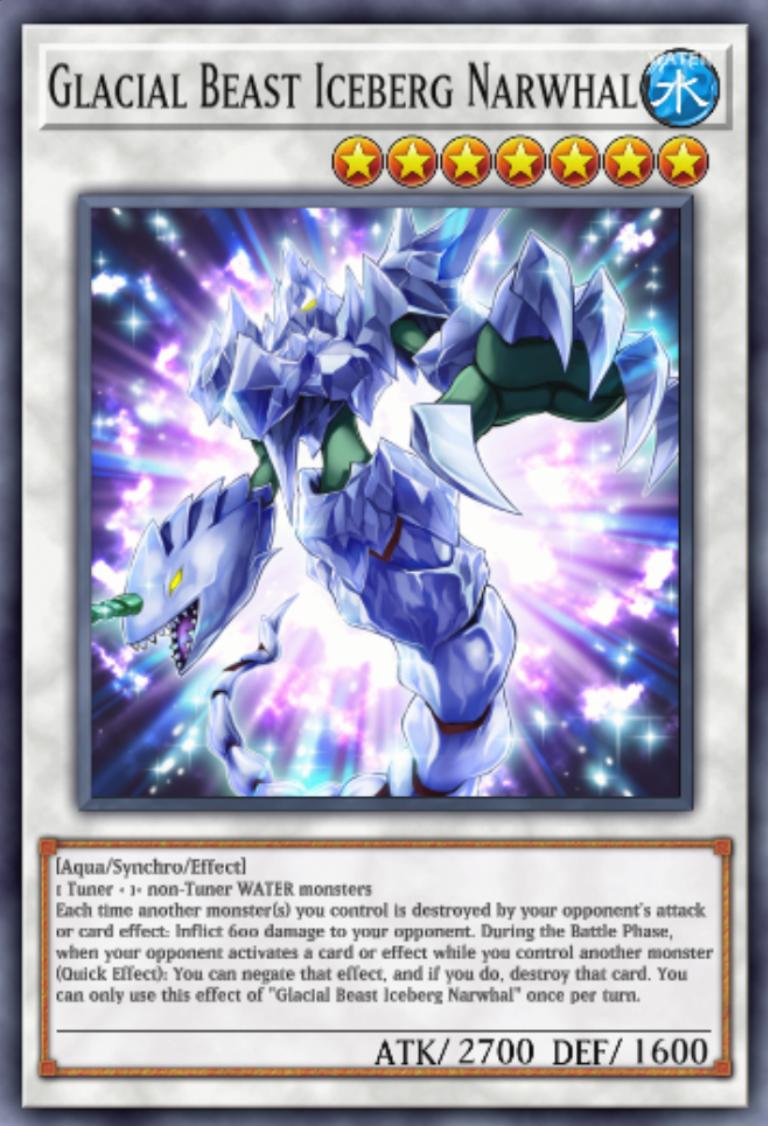 GLACIAL BEAST ICEBERG NARWHAL
WATER
水
[Aqua/Synchro/Effect]
1 Tuner + 1+ non-Tuner WATER monsters
Each time another monster(s) you control is destroyed by your opponent's attack
or card effect: Inflict 600 damage to your opponent. During the Battle Phase,
when your opponent activates a card or effect while you control another monster
(Quick Effect): You can negate that effect, and if you do, destroy that card. You
can only use this effect of "Glacial Beast Iceberg Narwhal" once per turn.
ATK/ 2700 DEF/ 1600